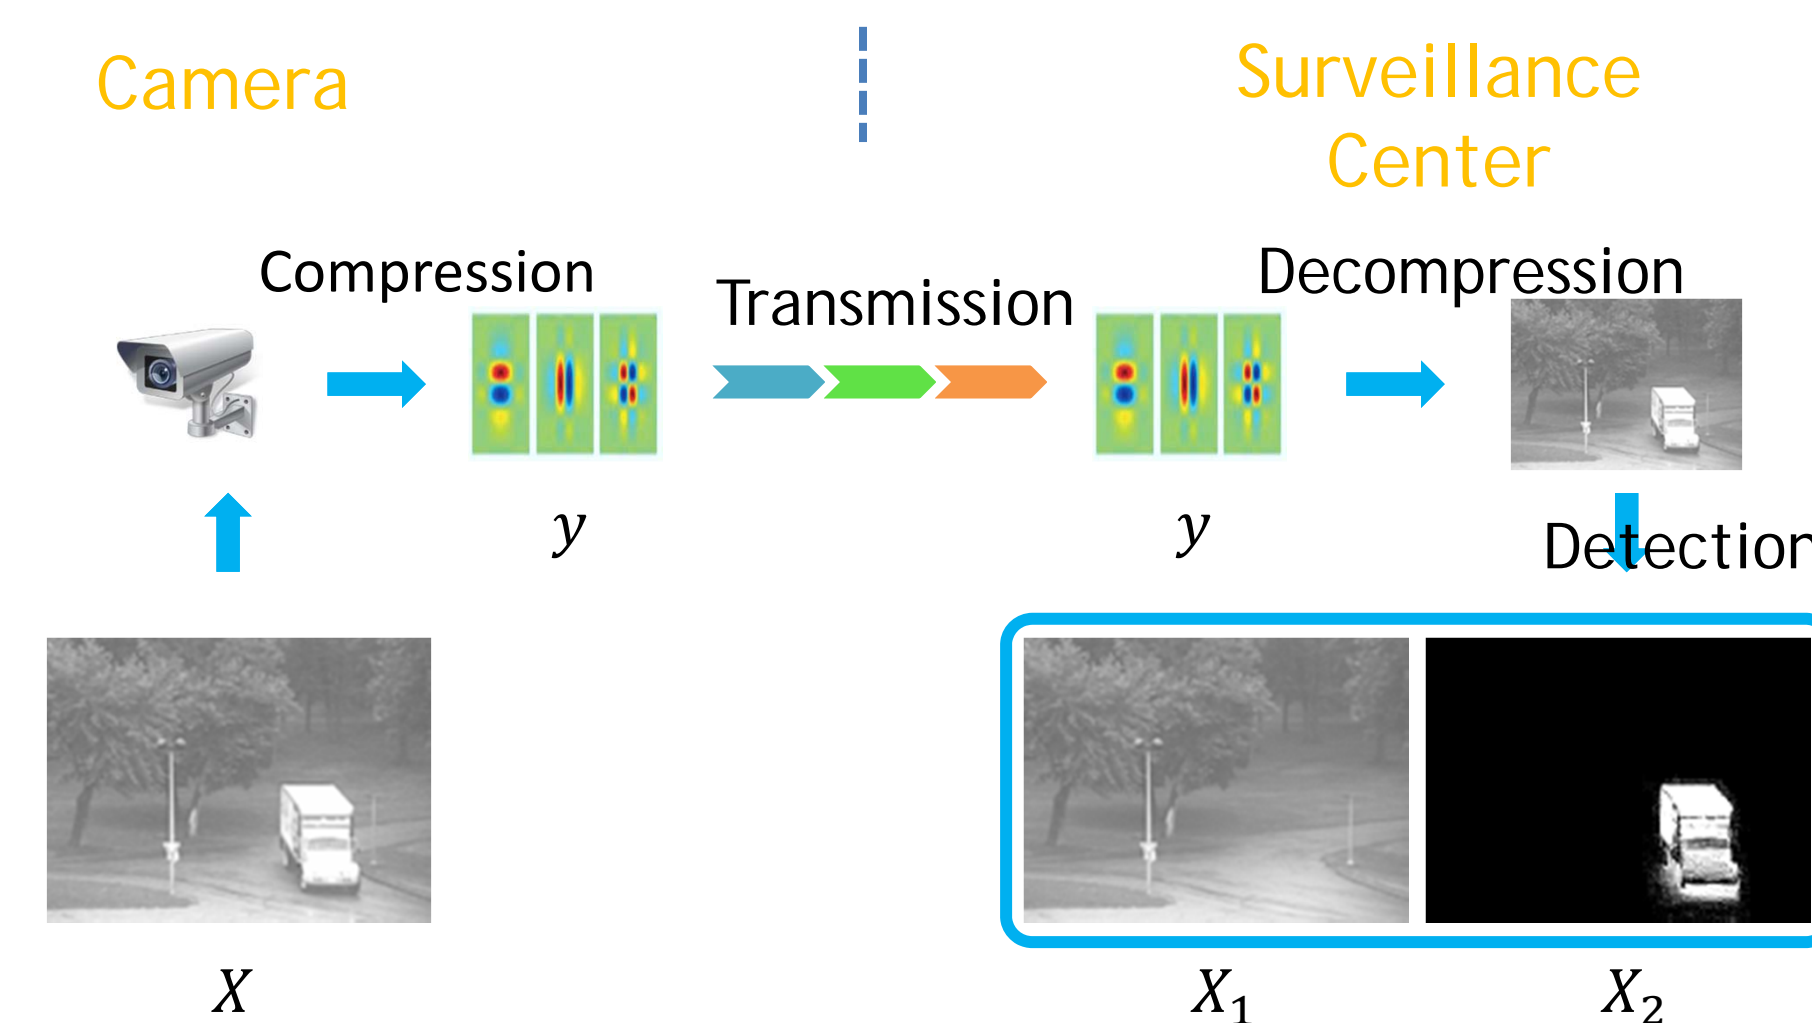 Camera
Surveillance
Center
Compression
Transmission
Decompression
y
y
Detection
X
X₁
X₂